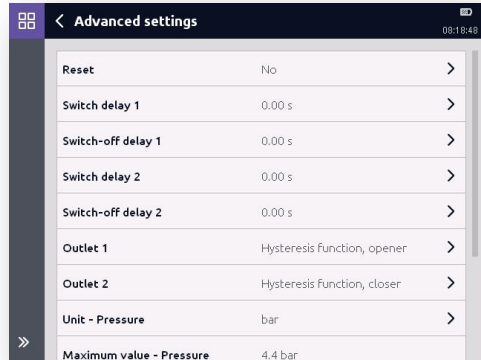 Advanced settings
08:18:48
Reset No
Switch delay 1 0.00 s
Switch-off delay 1 0.00 s
Switch delay 2 0.00 s
Switch-off delay 2 0.00 s
Outlet 1 Hysteresis function, opener
Outlet 2 Hysteresis function, closer
Unit - Pressure bar
Maximum value - Pressure 4.4 bar